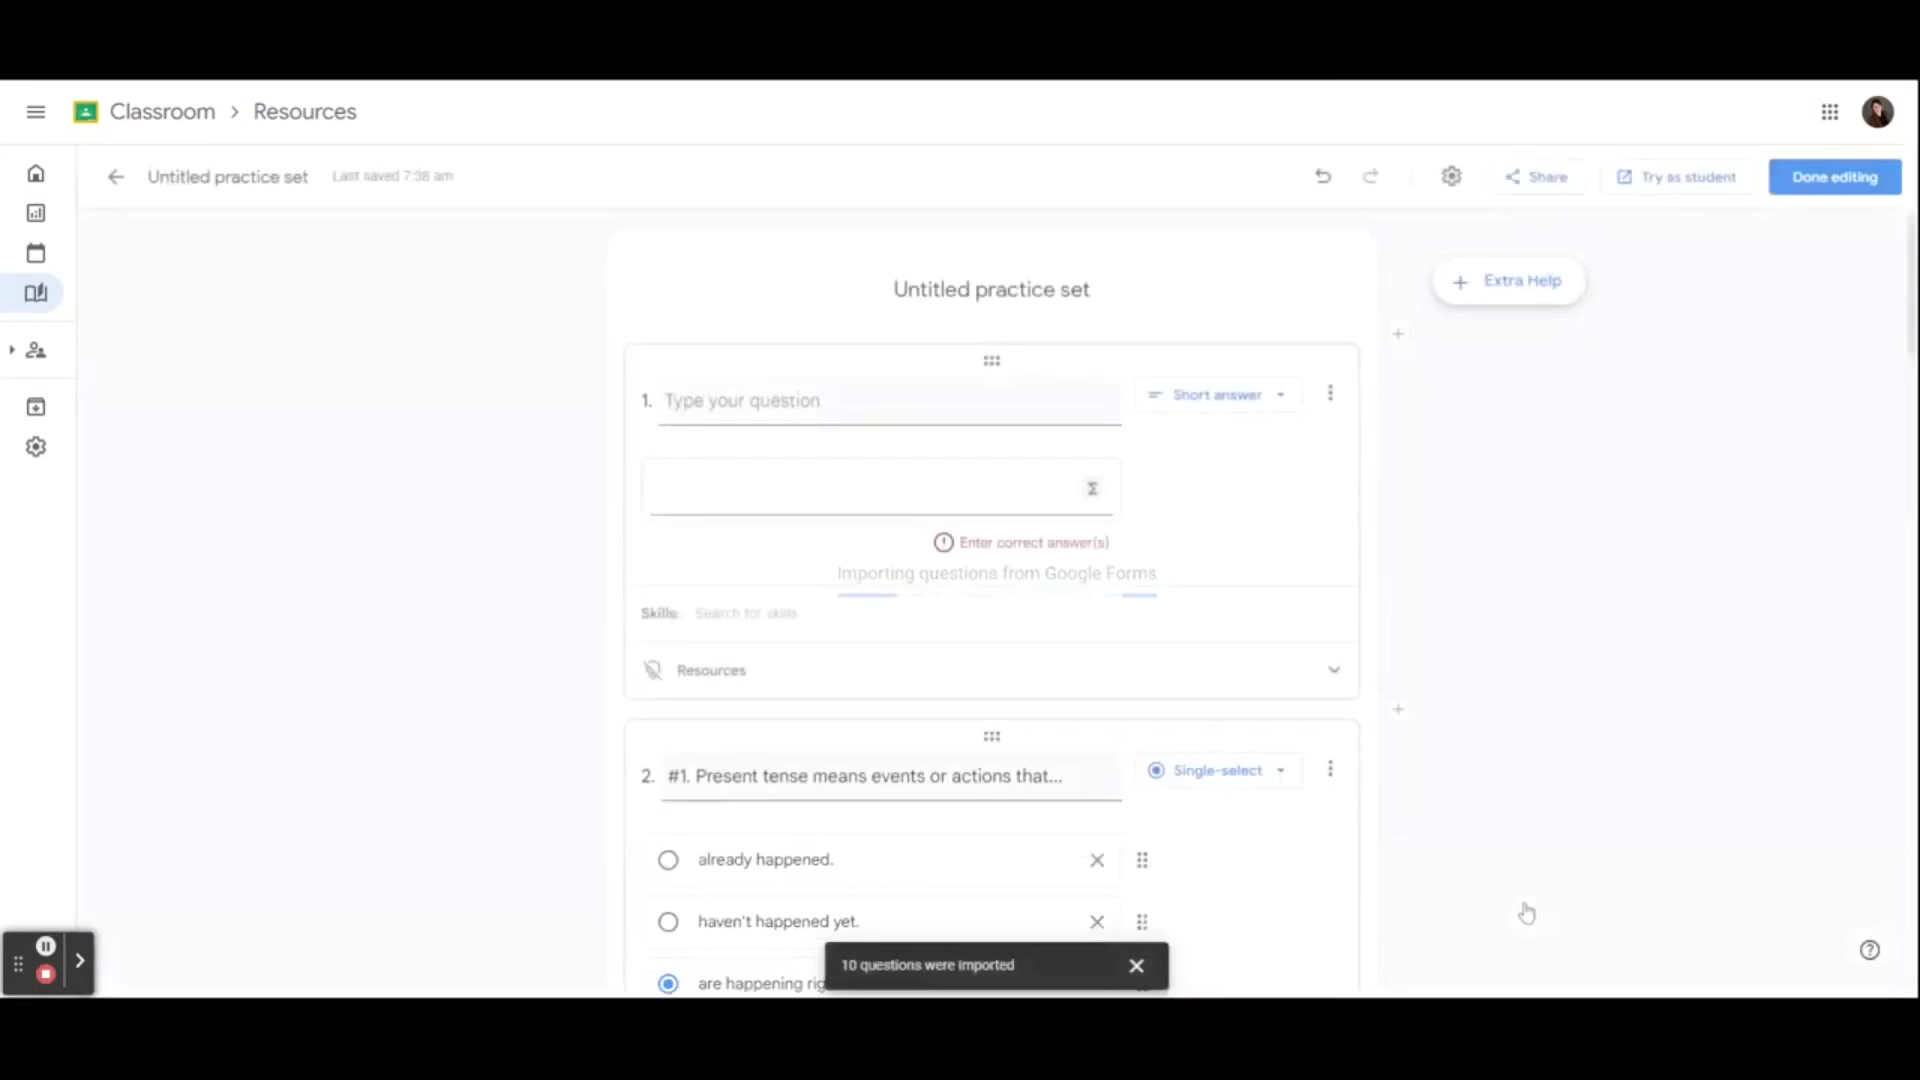 Classroom > Resources
Untitled practice set Last saved 7:38 am Share Try as student Done editing
Untitled practice set
+ Extra Help
1. Type your question Short answer
Enter correct answer(s)
Importing questions from Google Forms
Skills: Search for skills
Resources
2. #1. Present tense means events or actions that... Single-select
already happened.
haven't happened yet.
are happening rig
10 questions were imported